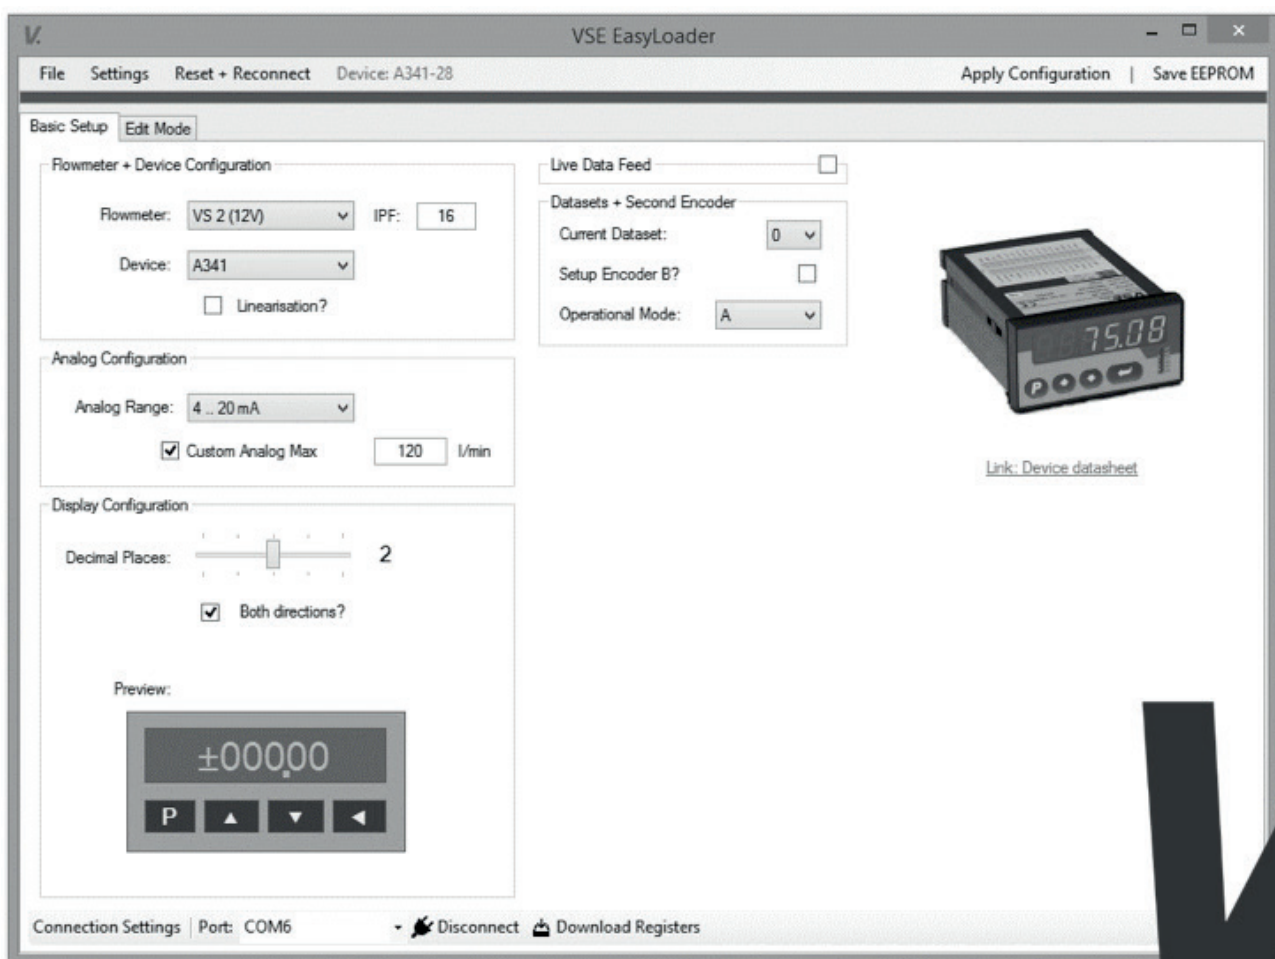 V.
VSE EasyLoader
File Settings Reset + Reconnect Device: A341-28 Apply Configuration | Save EEPROM
Basic Setup Edit Mode
Flowmeter + Device Configuration
Flowmeter: VS 2 (12V) IPF: 16
Device: A341
Linearisation?
Analog Configuration
Analog Range: 4 .. 20 mA
Custom Analog Max 120 l/min
Display Configuration
Decimal Places: 2
Both directions?
Preview:
±000.00
P
Live Data Feed
Datasets + Second Encoder
Current Dataset: 0
Setup Encoder B?
Operational Mode: A
75.08
P
Link: Device datasheet
Connection Settings | Port: COM6 Disconnect Download Registers